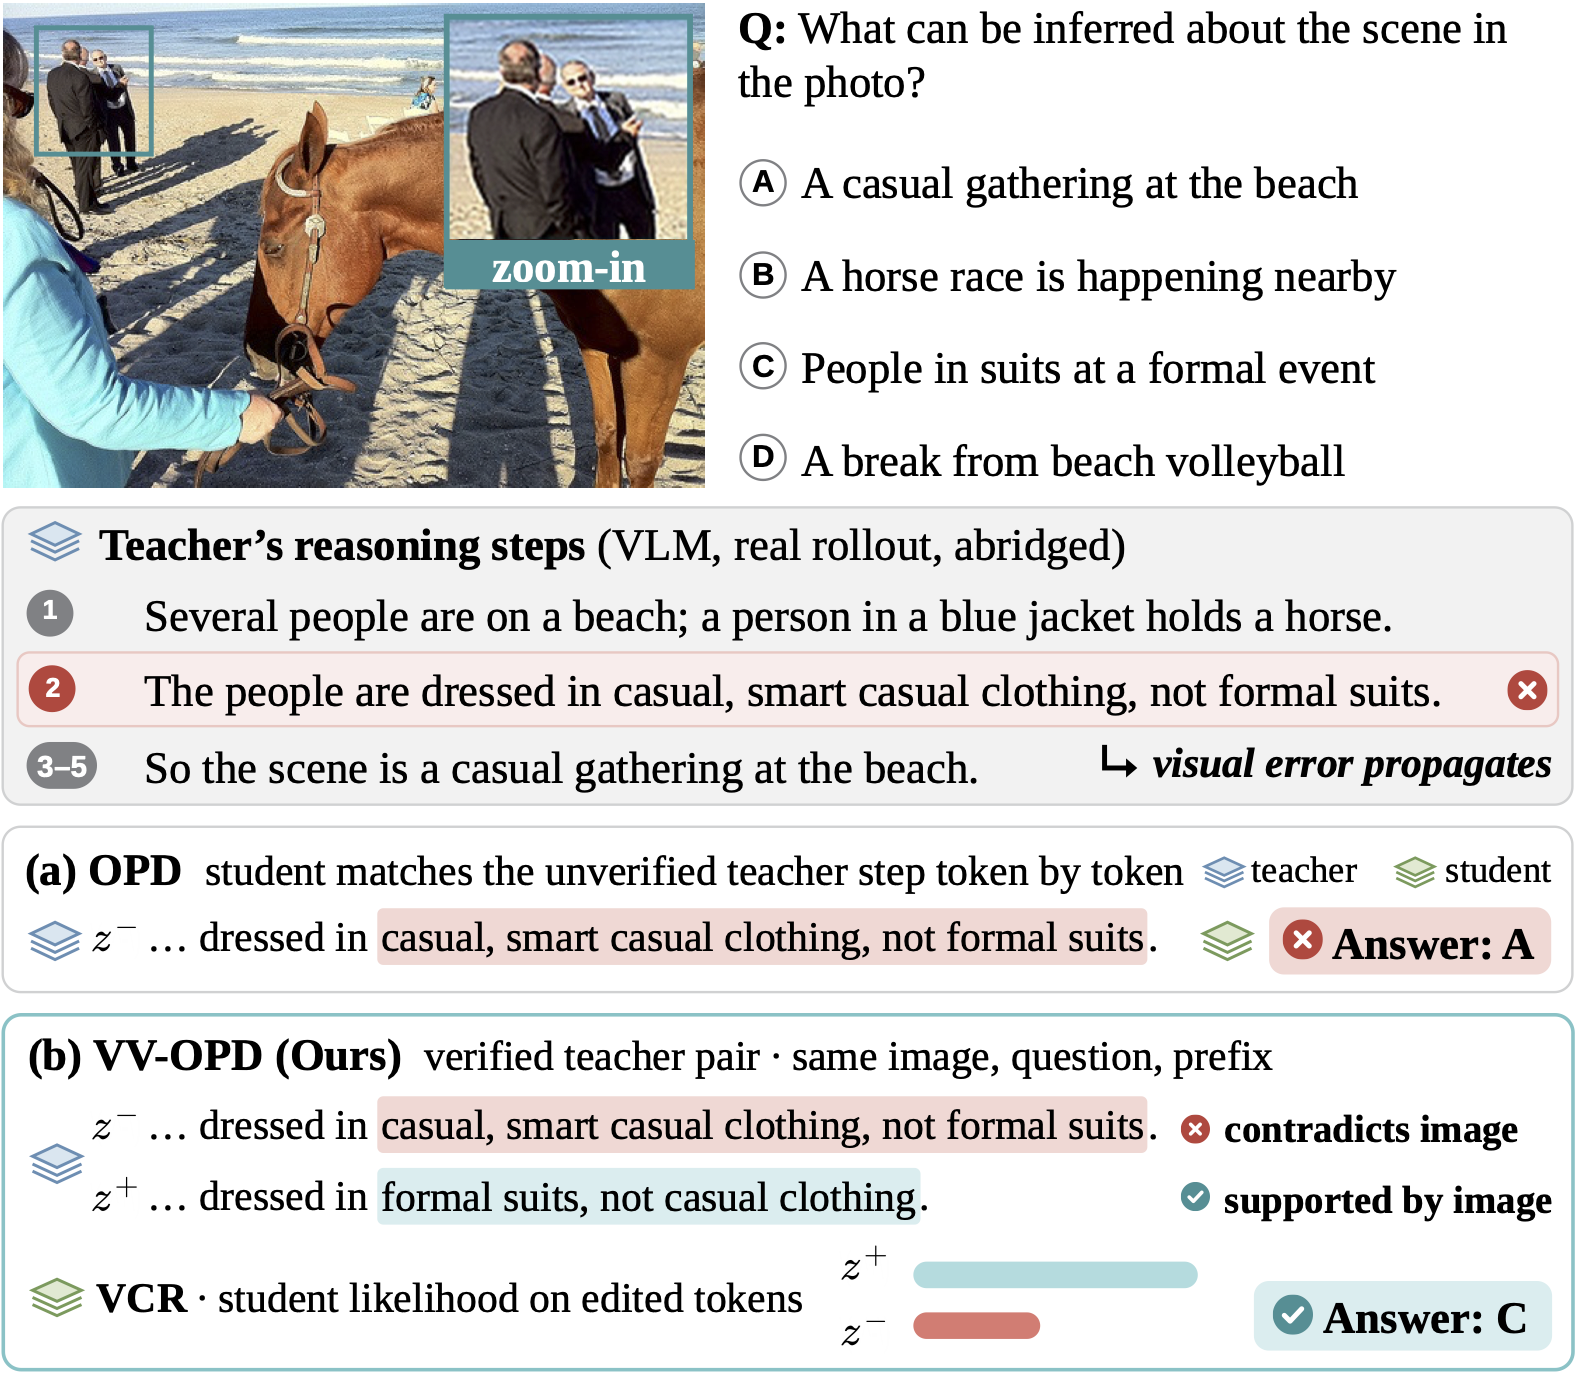 zoom-in
Q: What can be inferred about the scene in
the photo?
A A casual gathering at the beach
B A horse race is happening nearby
C People in suits at a formal event
D A break from beach volleyball
Teacher's reasoning steps (VLM, real rollout, abridged)
1 Several people are on a beach; a person in a blue jacket holds a horse.
2 The people are dressed in casual, smart casual clothing, not formal suits.
3–5 So the scene is a casual gathering at the beach. visual error propagates
(a) OPD student matches the unverified teacher step token by token teacher student
z⁻ … dressed in casual, smart casual clothing, not formal suits. Answer: A
(b) VV-OPD (Ours) verified teacher pair · same image, question, prefix
z⁻ … dressed in casual, smart casual clothing, not formal suits. contradicts image
z⁺ … dressed in formal suits, not casual clothing. supported by image
z⁺
VCR · student likelihood on edited tokens
z⁻
Answer: C